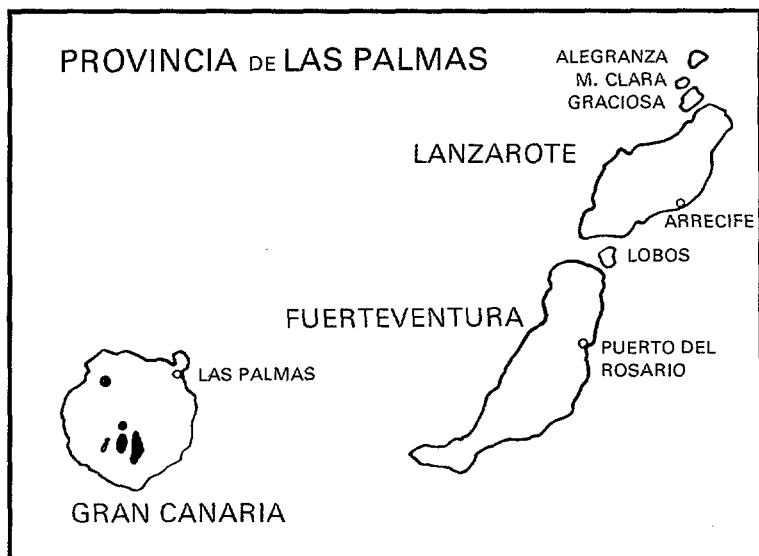 PROVINCIA DE LAS PALMAS
ALEGRANZA
M. CLARA
GRACIOSA
LANZAROTE
ARRECIFE
LOBOS
FUERTEVENTURA
PUERTO DEL
ROSARIO
LAS PALMAS
GRAN CANARIA